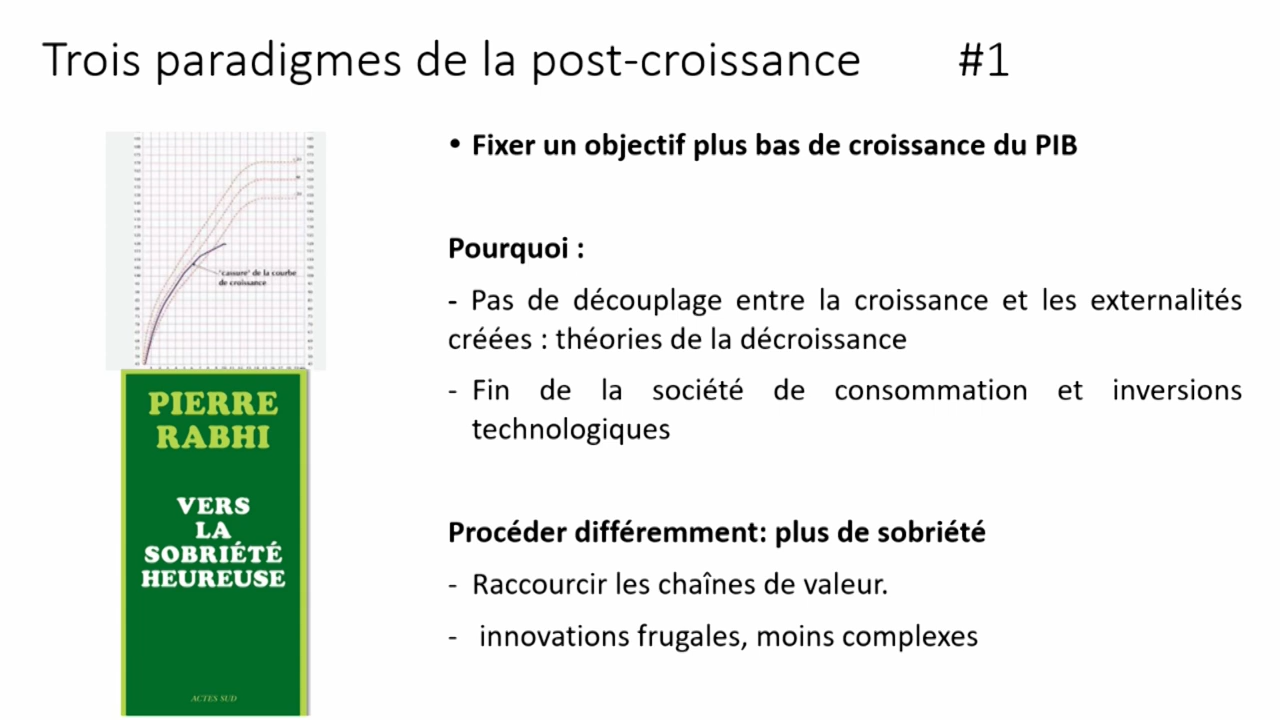 Trois paradigmes de la post-croissance #1
• Fixer un objectif plus bas de croissance du PIB
Pourquoi :
- Pas de découplage entre la croissance et les externalités
créées : théories de la décroissance
- Fin de la société de consommation et inversions
technologiques
Procéder différemment: plus de sobriété
- Raccourcir les chaînes de valeur.
- innovations frugales, moins complexes
"cassure" de la courbe
de croissance
PIERRE
RABHI
VERS
LA
SOBRIÉTÉ
HEUREUSE
ACTES SUD